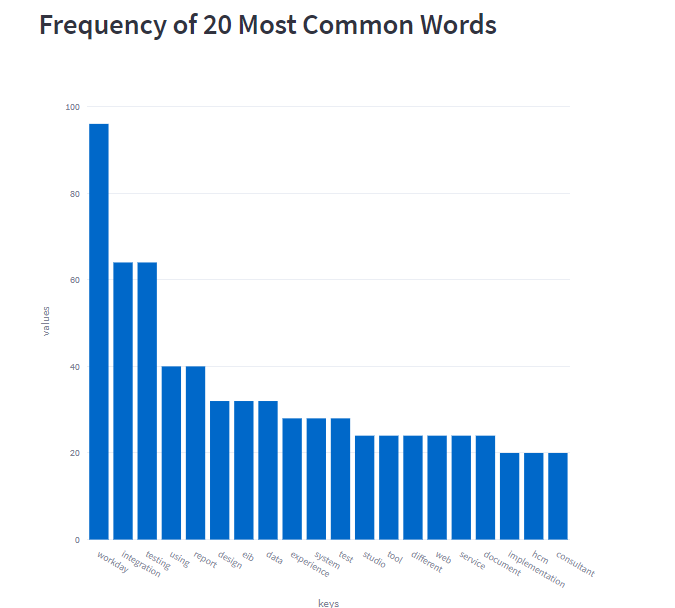 Frequency of 20 Most Common Words
100
80
60
40
20
0
values
workday
integration
testing
using
report
design
eib
data
experience
system
test
studio
tool
different
web
service
document
implementation
hcm
consultant
keys